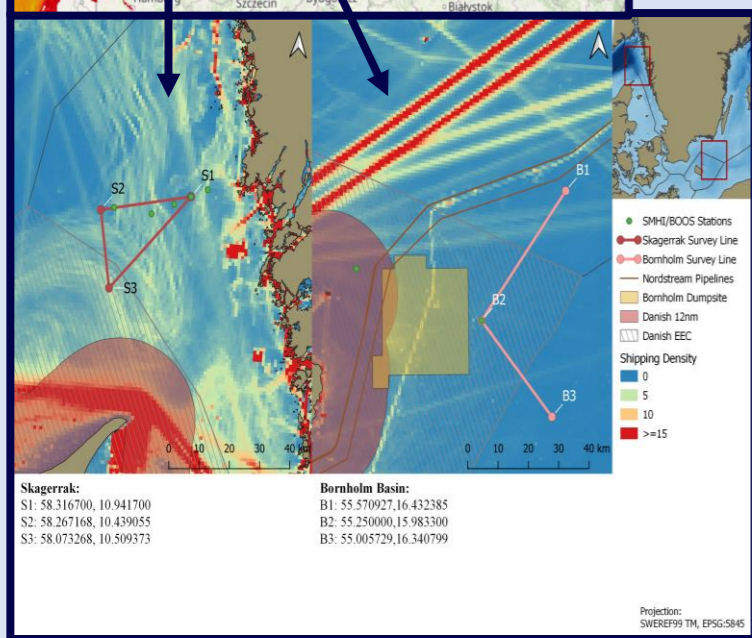 Hamburg
Szczecin
Bydgoszcz
Białystok
S1
S2
S3
0 10 20 30 40 km
B1
B2
B3
0 10 20 30 40 km
SMHI/BOOS Stations
Skagerrak Survey Line
Bornholm Survey Line
Nordstream Pipelines
Bornholm Dumpsite
Danish 12nm
Danish EEC
Shipping Density
0
5
10
>=15
Skagerrak:
S1: 58.316700, 10.941700
S2: 58.267168, 10.439055
S3: 58.073268, 10.509373
Bornholm Basin:
B1: 55.570927,16.432385
B2: 55.250000,15.983300
B3: 55.005729,16.340799
Projection:
SWEREF99 TM, EPSG:5845